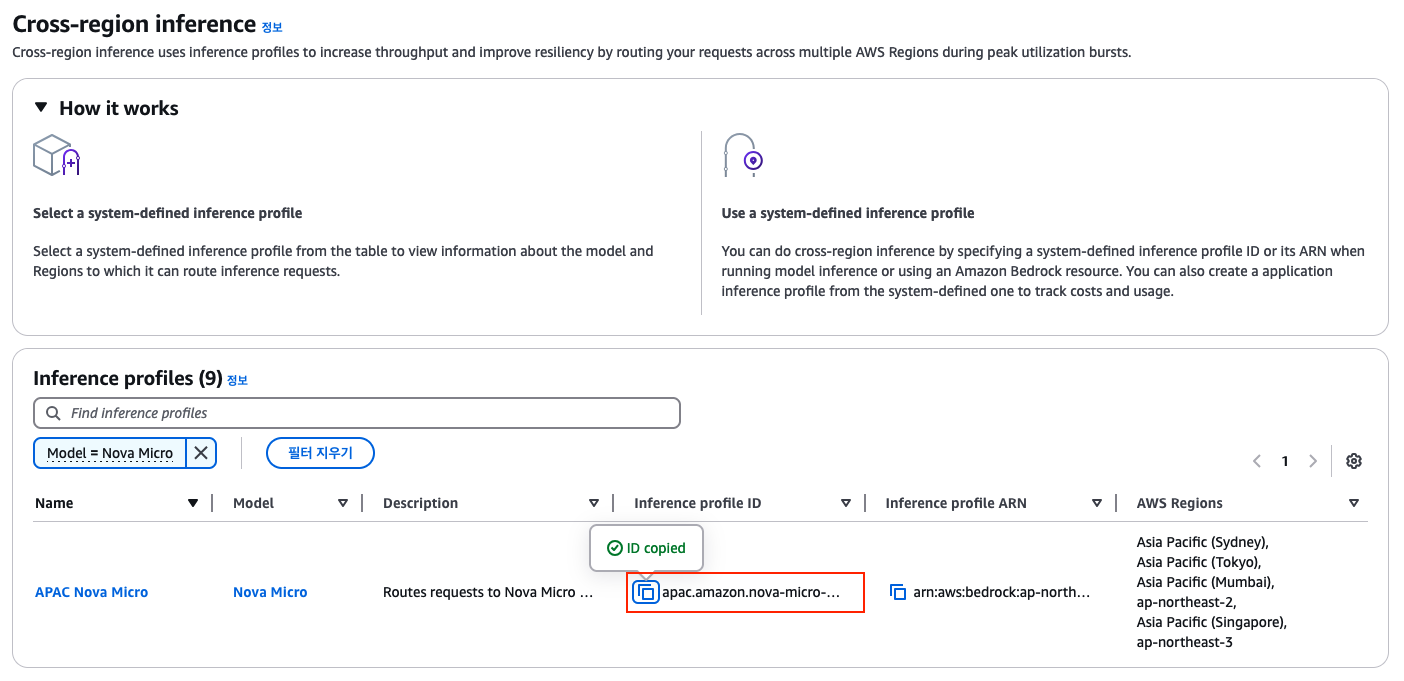 Cross-region inference 정보
Cross-region inference uses inference profiles to increase throughput and improve resiliency by routing your requests across multiple AWS Regions during peak utilization bursts.
How it works
Select a system-defined inference profile
Select a system-defined inference profile from the table to view information about the model and
Regions to which it can route inference requests.
Use a system-defined inference profile
You can do cross-region inference by specifying a system-defined inference profile ID or its ARN when
running model inference or using an Amazon Bedrock resource. You can also create a application
inference profile from the system-defined one to track costs and usage.
Inference profiles (9) 정보
Find inference profiles
Model = Nova Micro
필터 지우기
1
Name Model Description Inference profile ID Inference profile ARN AWS Regions
ID copied
APAC Nova Micro Nova Micro Routes requests to Nova Micro ... apac.amazon.nova-micro-... arn:aws:bedrock:ap-north...
Asia Pacific (Sydney),
Asia Pacific (Tokyo),
Asia Pacific (Mumbai),
ap-northeast-2,
Asia Pacific (Singapore),
ap-northeast-3